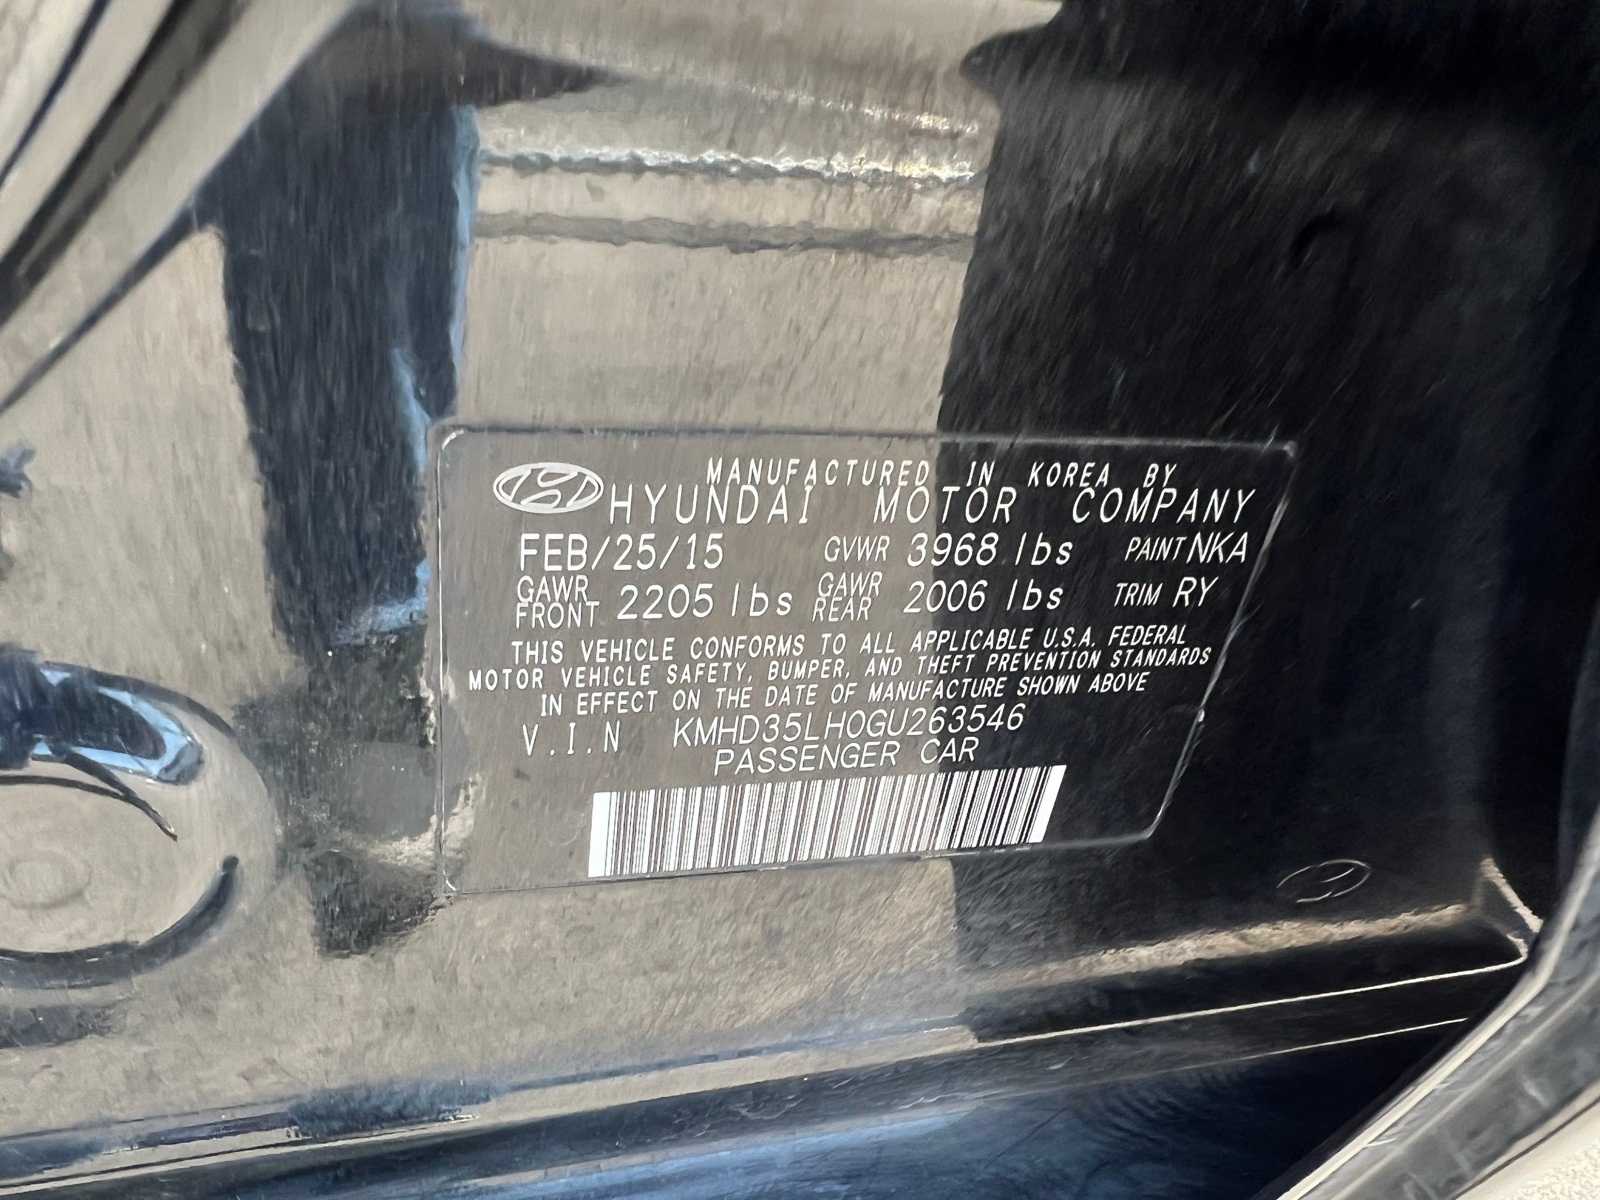 MANUFACTURED IN KOREA BY
HYUNDAI MOTOR COMPANY
FEB/25/15 GVWR 3968 lbs PAINT NKA
GAWR FRONT 2205 lbs GAWR REAR 2006 lbs TRIM RY
THIS VEHICLE CONFORMS TO ALL APPLICABLE U.S.A. FEDERAL
MOTOR VEHICLE SAFETY, BUMPER, AND THEFT PREVENTION STANDARDS
IN EFFECT ON THE DATE OF MANUFACTURE SHOWN ABOVE
V.I.N KMHD35LH0GU263546
PASSENGER CAR